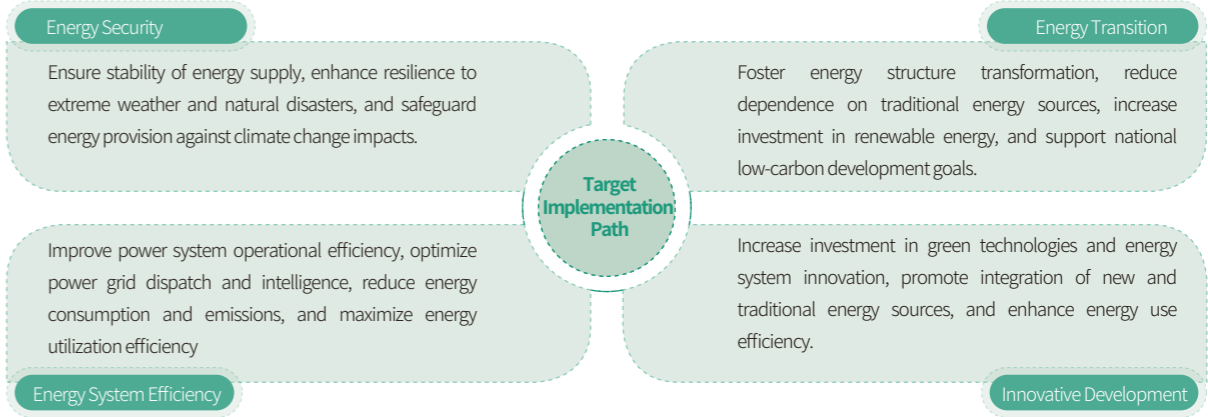 Energy Security
Ensure stability of energy supply, enhance resilience to
extreme weather and natural disasters, and safeguard
energy provision against climate change impacts.
Energy Transition
Foster energy structure transformation, reduce
dependence on traditional energy sources, increase
investment in renewable energy, and support national
low-carbon development goals.
Target
Implementation
Path
Improve power system operational efficiency, optimize
power grid dispatch and intelligence, reduce energy
consumption and emissions, and maximize energy
utilization efficiency
Energy System Efficiency
Increase investment in green technologies and energy
system innovation, promote integration of new and
traditional energy sources, and enhance energy use
efficiency.
Innovative Development